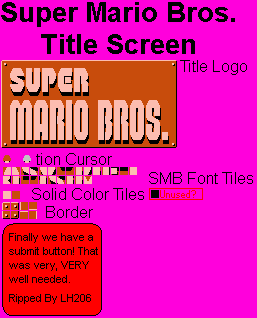 Super Mario Bros.
Title Screen
Title Logo
SUPER
MARIO BROS.
tion Cursor
SMB Font Tiles
Solid Color Tiles
Unused?
Border
Finally we have a
submit button! That
was very, VERY
well needed.
Ripped By LH206